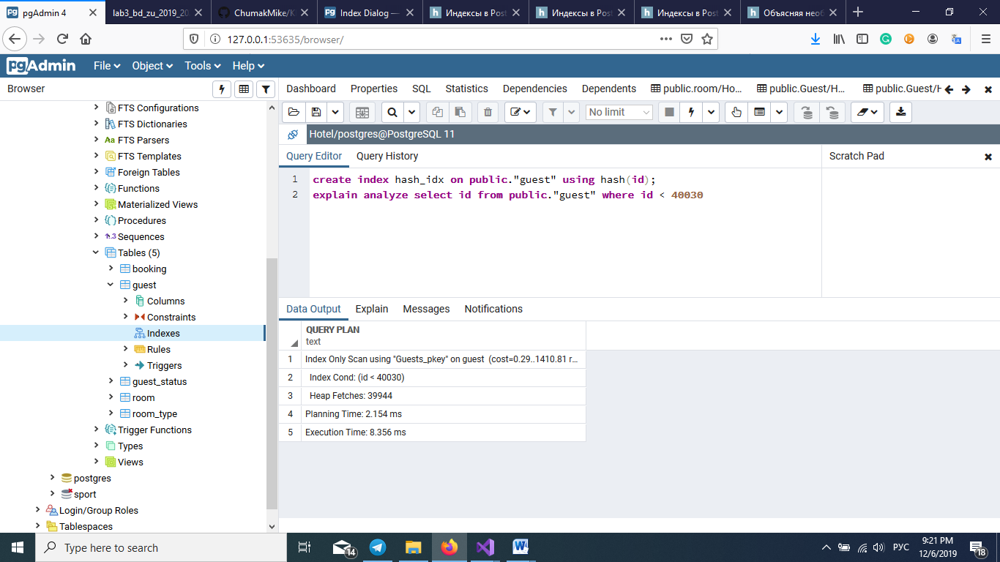 pgAdmin 4
lab3_bd_zu_2019_20
ChumakMike/K
Index Dialog —
Индексы в Post
Индексы в Post
Индексы в Post
Объясняя необ
127.0.0.1:53635/browser/
pgAdmin File Object Tools Help
Browser
Dashboard Properties SQL Statistics Dependencies Dependents public.room/Ho... public.Guest/H... public.Guest/H
FTS Configurations
FTS Dictionaries
Aa FTS Parsers
FTS Templates
Foreign Tables
Functions
Materialized Views
Procedures
1..3 Sequences
Tables (5)
booking
guest
Columns
Constraints
Indexes
Rules
Triggers
guest_status
room
room_type
Trigger Functions
Types
Views
postgres
sport
Login/Group Roles
Tablespaces
No limit
Hotel/postgres@PostgreSQL 11
Query Editor Query History
Scratch Pad
1 create index hash_idx on public."guest" using hash(id);
2 explain analyze select id from public."guest" where id < 40030
Data Output Explain Messages Notifications
QUERY PLAN
text
1 Index Only Scan using "Guests_pkey" on guest (cost=0.29..1410.81 r...
2 Index Cond: (id < 40030)
3 Heap Fetches: 39944
4 Planning Time: 2.154 ms
5 Execution Time: 8.356 ms
Type here to search
14
РУС
9:21 PM
12/6/2019
18